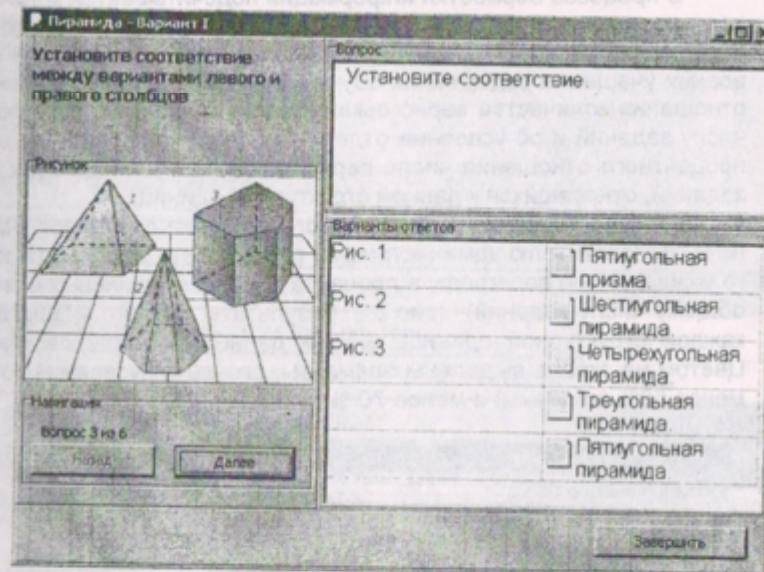 Пирамида - Вариант I
Установите соответствие
между вариантами левого и
правого столбцов
Вопрос
Установите соответствие
Рисунок
3
2
Варианты ответов
Рис. 1
Рис. 2
Рис. 3
Пятиугольная
призма
Шестиугольная
пирамида
Четырехугольная
пирамида
Треугольная
пирамида
Пятиугольная
пирамида
Навигация
Вопрос 3 из 6
Назад
Далее
Завершить